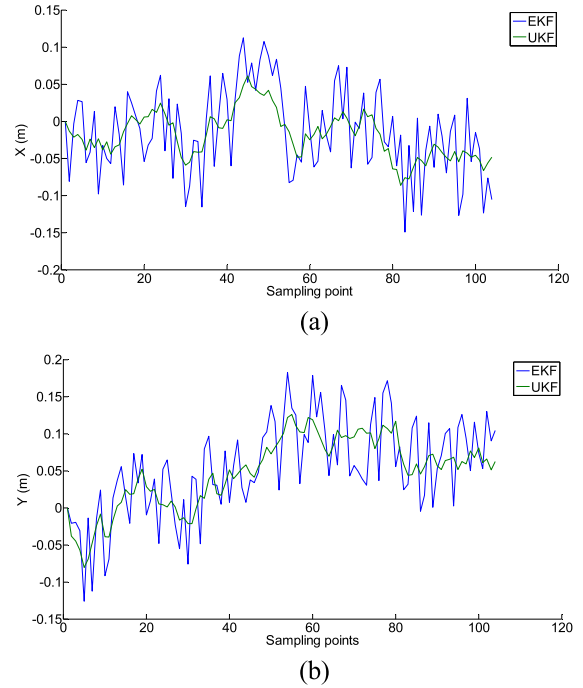 0.15
0.1
0.05
0
-0.05
-0.1
-0.15
-0.2
X (m)
EKF
UKF
0 20 40 60 80 100 120
Sampling point
(a)
0.2
0.15
0.1
0.05
0
-0.05
-0.1
-0.15
Y (m)
EKF
UKF
0 20 40 60 80 100 120
Sampling points
(b)